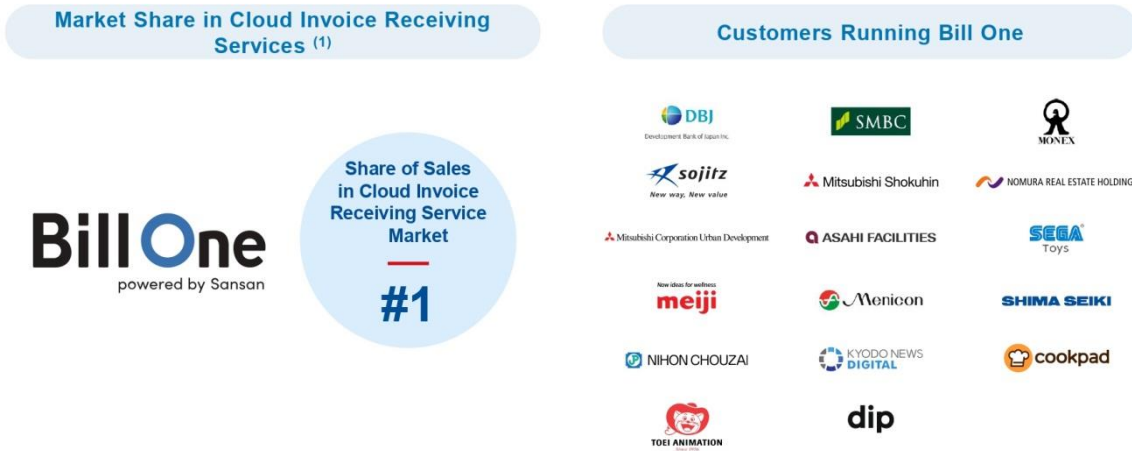 Market Share in Cloud Invoice Receiving
Services (1)
Customers Running Bill One
Bill One
powered by Sansan
Share of Sales
in Cloud Invoice
Receiving Service
Market
#1
DBJ
Development Bank of Japan Inc.
SMBC
MONEX
sojitz
New way, New value
Mitsubishi Shokuhin
NOMURA REAL ESTATE HOLDING
Mitsubishi Corporation Urban Development
ASAHI FACILITIES
SEGA
Toys
Now ideas for wellness
meiji
Menicon
SHIMA SEIKI
NIHON CHOUZAI
KYODO NEWS
DIGITAL
cookpad
TOEI ANIMATION
dip